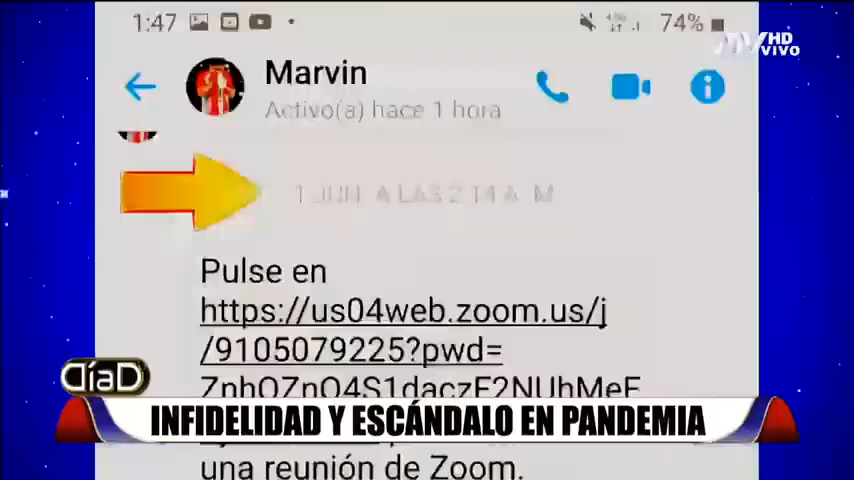 1:47
74%
ATV HD
VIVO
Marvin
Activo(a) hace 1 hora
1 JUN. A LAS 2:14 A. M.
Pulse en
https://us04web.zoom.us/j
/9105079225?pwd=
DíaD
INFIDELIDAD Y ESCÁNDALO EN PANDEMIA
una reunión de Zoom.